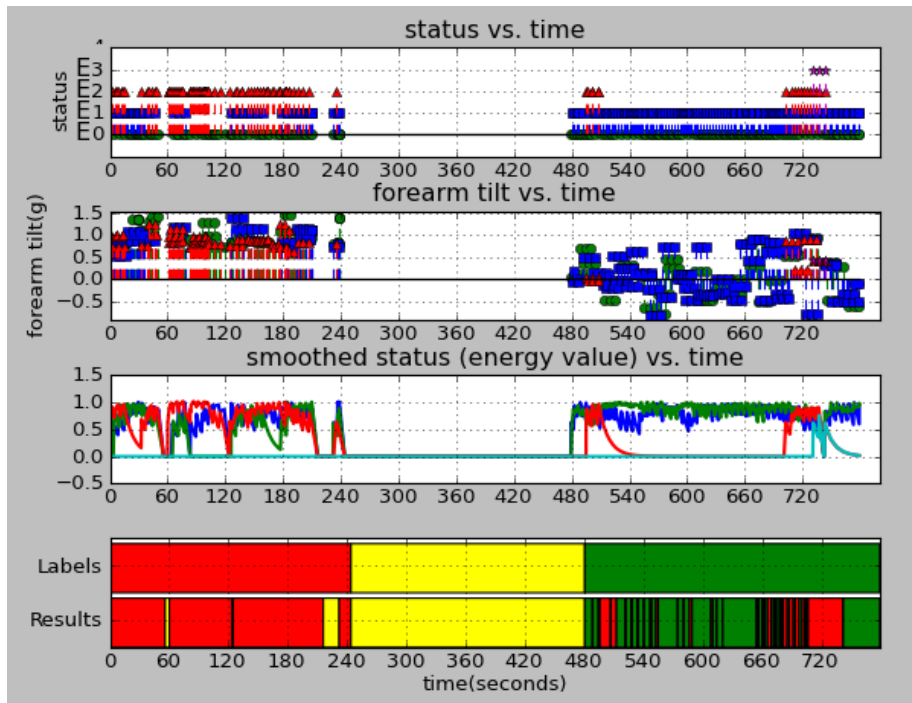 status vs. time
status
E3
E2
E1
E0
0 60 120 180 240 300 360 420 480 540 600 660 720
forearm tilt vs. time
forearm tilt(g)
1.5
1.0
0.5
0.0
−0.5
0 60 120 180 240 300 360 420 480 540 600 660 720
smoothed status (energy value) vs. time
1.5
1.0
0.5
0.0
−0.5
0 60 120 180 240 300 360 420 480 540 600 660 720
Labels
Results
0 60 120 180 240 300 360 420 480 540 600 660 720
time(seconds)